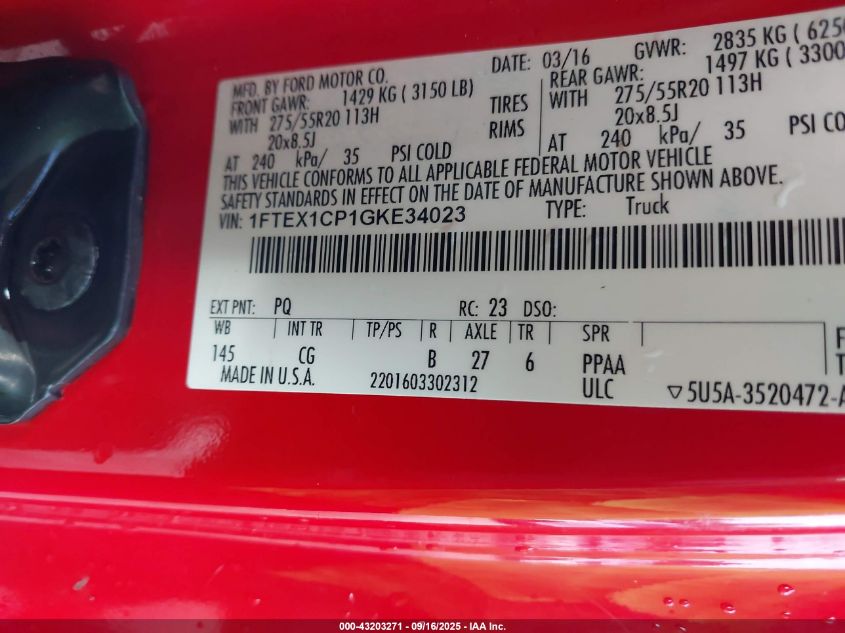 MFD. BY FORD MOTOR CO. DATE: 03/16 GVWR: 2835 KG ( 6250
FRONT GAWR: 1429 KG ( 3150 LB) REAR GAWR: 1497 KG ( 3300
WITH 275/55R20 113H TIRES WITH 275/55R20 113H
20x8.5J RIMS 20x8.5J
AT 240 kPa/ 35 PSI COLD AT 240 kPa/ 35 PSI CO
THIS VEHICLE CONFORMS TO ALL APPLICABLE FEDERAL MOTOR VEHICLE
SAFETY STANDARDS IN EFFECT ON THE DATE OF MANUFACTURE SHOWN ABOVE.
VIN: 1FTEX1CP1GKE34023 TYPE: Truck
EXT PNT: PQ RC: 23 DSO:
WB INT TR TP/PS R AXLE TR SPR
145 CG B 27 6 PPAA
MADE IN U.S.A. 2201603302312 ULC ▽5U5A-3520472-A
000-43203271 - 09/16/2025 - IAA Inc.